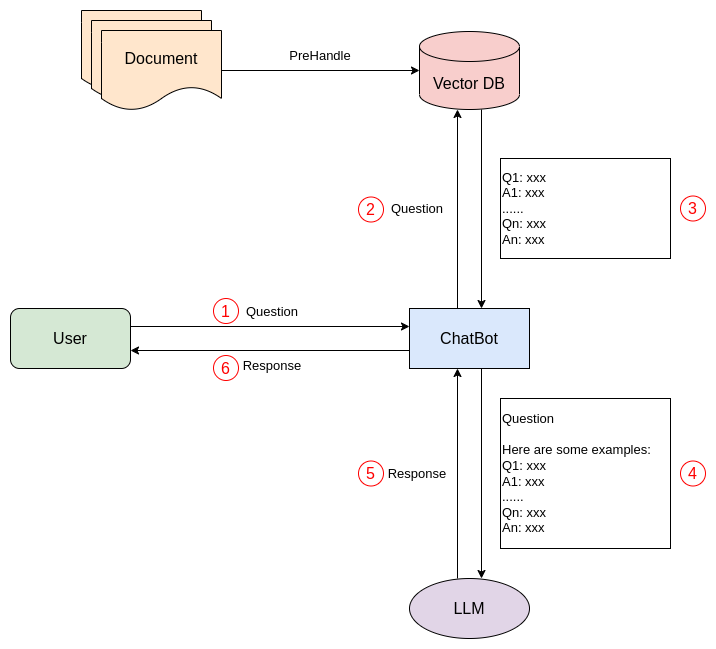 Document
PreHandle
Vector DB
2
Question
Q1: xxx
A1: xxx
......
Qn: xxx
An: xxx
3
1
Question
User
ChatBot
6
Response
5
Response
Question
Here are some examples:
Q1: xxx
A1: xxx
......
Qn: xxx
An: xxx
4
LLM